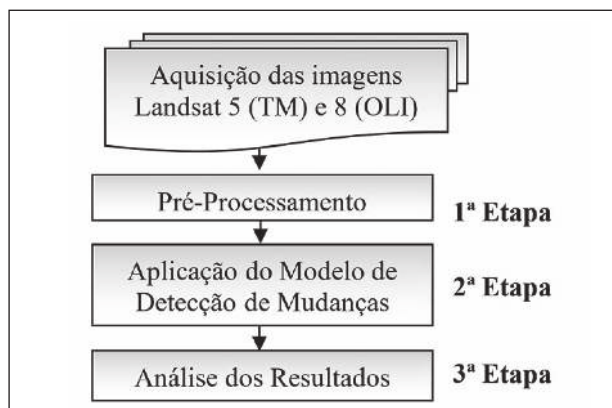 Aquisição das imagens
Landsat 5 (TM) e 8 (OLI)
Pré-Processamento
1ª Etapa
Aplicação do Modelo de
Detecção de Mudanças
2ª Etapa
Análise dos Resultados
3ª Etapa